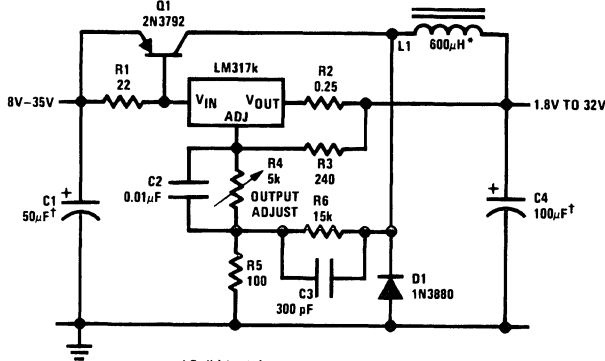 Q1
2N3792
L1
600μH*
R1
22
LM317k
VIN
VOUT
ADJ
R2
0.25
8V–35V
1.8V TO 32V
R3
240
R4
5k
OUTPUT
ADJUST
C2
0.01μF
C1
+
50μF†
R6
15k
C4
+
100μF†
R5
100
C3
300 pF
D1
1N3880